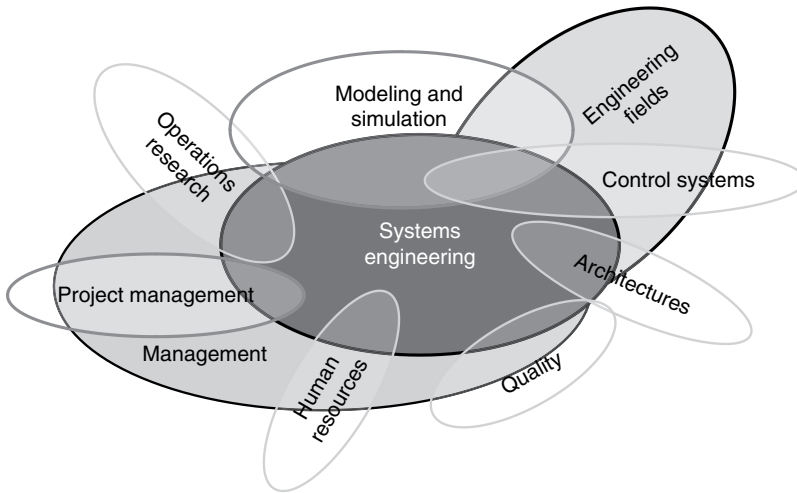 Modeling and
simulation
Engineering
fields
Operations
research
Control systems
Systems
engineering
Architectures
Project management
Management
Human
resources
Quality